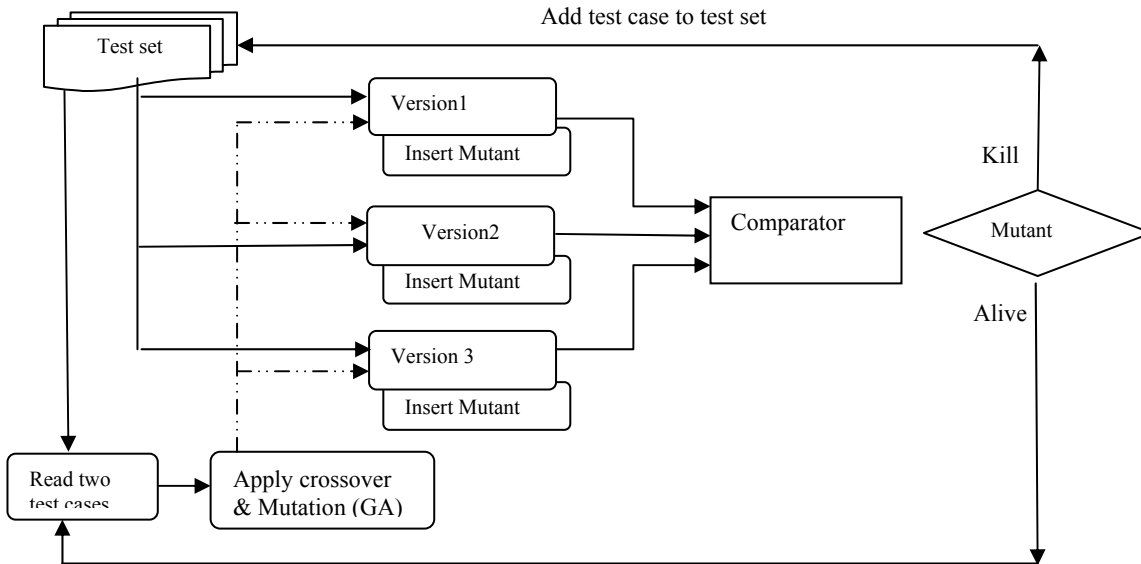 Add test case to test set
Test set
Version1
Insert Mutant
Kill
Version2
Insert Mutant
Comparator
Mutant
Alive
Version 3
Insert Mutant
Read two
test cases
Apply crossover
& Mutation (GA)